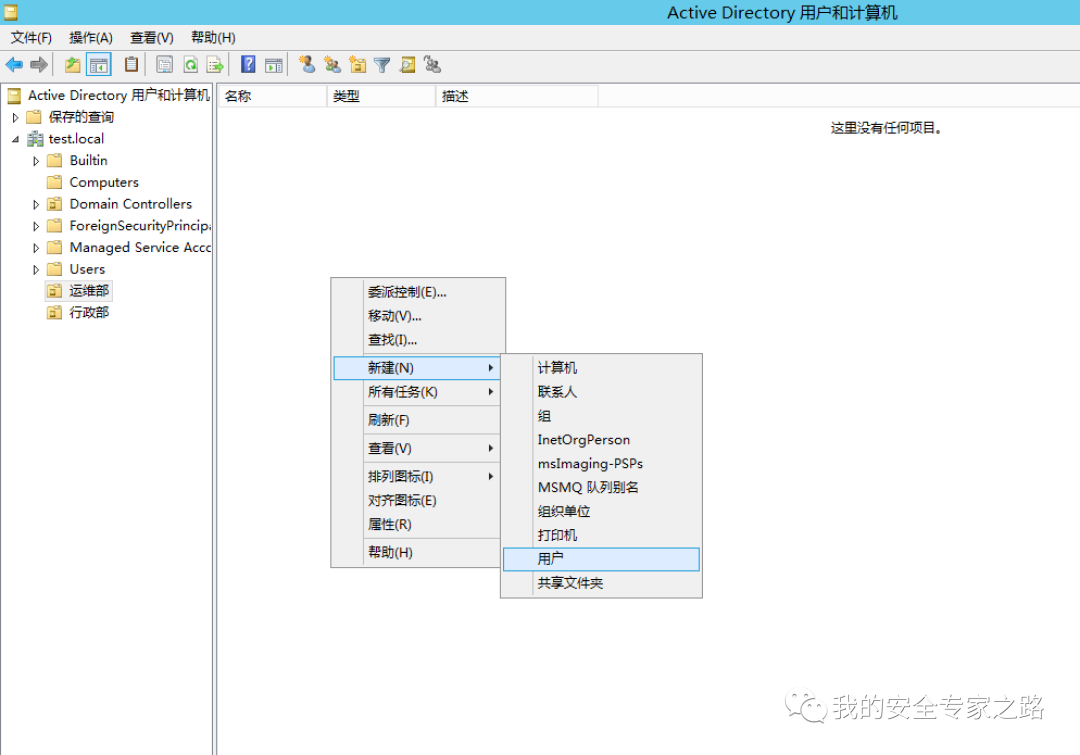 Active Directory 用户和计算机
文件(F) 操作(A) 查看(V) 帮助(H)
Active Directory 用户和计算机
保存的查询
test.local
Builtin
Computers
Domain Controllers
ForeignSecurityPrincipa
Managed Service Acco
Users
运维部
行政部
名称 类型 描述
这里没有任何项目。
委派控制(E)...
移动(V)...
查找(I)...
新建(N)
所有任务(K)
刷新(F)
查看(V)
排列图标(I)
对齐图标(E)
属性(R)
帮助(H)
计算机
联系人
组
InetOrgPerson
msImaging-PSPs
MSMQ 队列别名
组织单位
打印机
用户
共享文件夹
我的安全专家之路